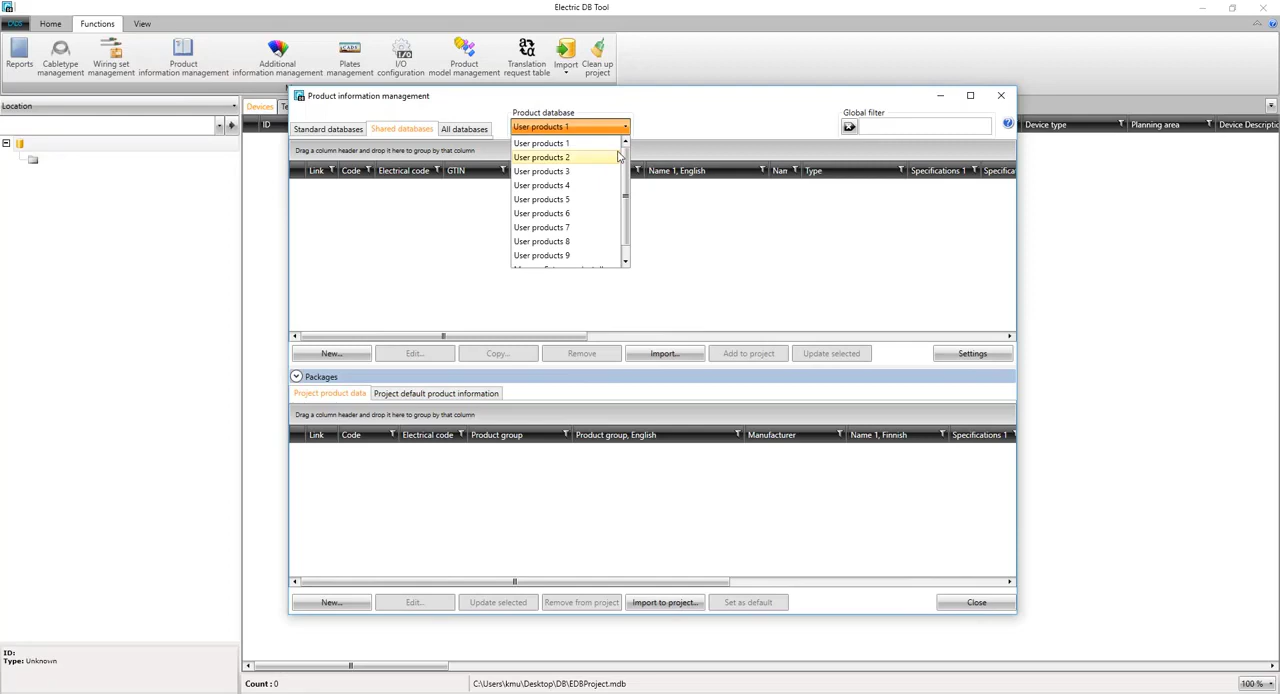 Electric DB Tool
DBS Home Functions View
Reports
Cabletype management
Wiring set management
Product information management
Additional information management
Plates management
I/O configuration
Product model management
Translation request table
Import
Clean up project
Location
Devices
ID
Device type Planning area Device Descriptio
Product information management
Product database
Global filter
Standard databases Shared databases All databases
User products 1
Drag a column header and drop it here to group by that column
Link Code Electrical code GTIN Name 1, English Nam Type Specifications 1 Specifica
User products 1
User products 2
User products 3
User products 4
User products 5
User products 6
User products 7
User products 8
User products 9
New... Edit... Copy... Remove Import... Add to project Update selected Settings
Packages
Project product data Project default product information
Drag a column header and drop it here to group by that column
Link Code Electrical code Product group Product group, English Manufacturer Name 1, Finnish Specifications 1
New... Edit... Update selected Remove from project Import to project... Set as default Close
ID:
Type: Unknown
Count : 0
C:\Users\kmu\Desktop\DB\EDBProject.mdb
100 %